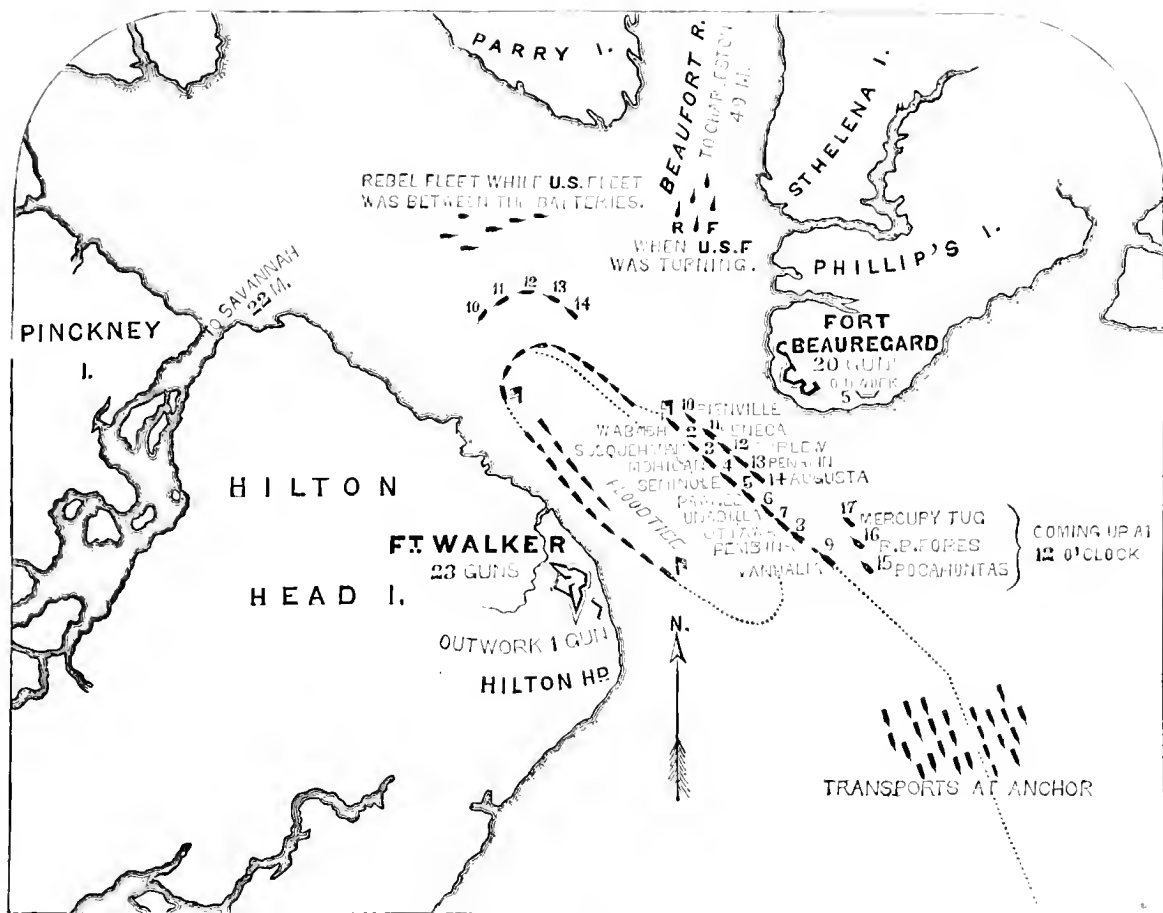 PARRY I.
BEAUFORT R.
TO CHARLESTON
49 M.
ST HELENA I.
REBEL FLEET WHILE U.S. FLEET
WAS BETWEEN THE BATTERIES.
R F
WHEN U.S.F
WAS TURNING.
PHILLIP'S I.
TO SAVANNAH
22 M.
PINCKNEY
I.
10 11 12 13 14
FORT
BEAUREGARD
20 GUNS
5
10 BIENVILLE
WABASH 2 11 SENECA
SUSQUEHANNA 3 12
MOHICAN 4 13 PENGUIN
SEMINOLE 5 14 AUGUSTA
PAWNEE 6
UNADILLA 7
OTTAWA 8
PEMBINA 9
VANDALIA
FLOOD TIDE
17 MERCURY TUG
16 R.B. FORBES
15 POCAHONTAS
COMING UP AT
12 O'CLOCK
HILTON
HEAD I.
FT. WALKER
23 GUNS
OUTWORK 1 GUN
HILTON HD.
N.
TRANSPORTS AT ANCHOR